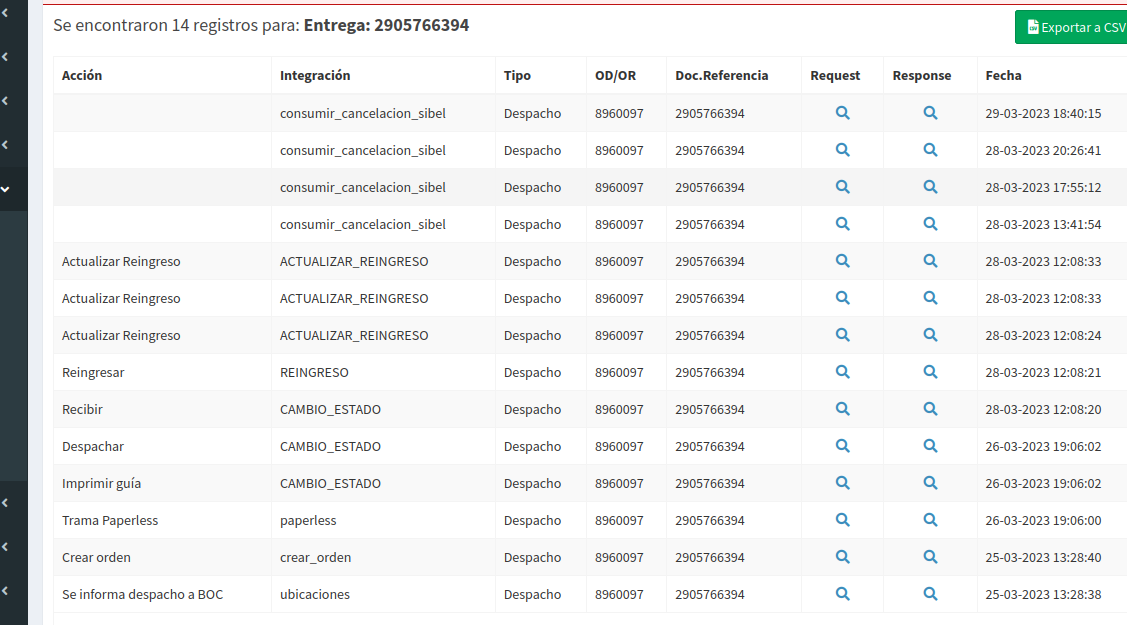 Se encontraron 14 registros para: Entrega: 2905766394
Exportar a CSV
Acción Integración Tipo OD/OR Doc.Referencia Request Response Fecha
consumir_cancelacion_sibel Despacho 8960097 2905766394 29-03-2023 18:40:15
consumir_cancelacion_sibel Despacho 8960097 2905766394 28-03-2023 20:26:41
consumir_cancelacion_sibel Despacho 8960097 2905766394 28-03-2023 17:55:12
consumir_cancelacion_sibel Despacho 8960097 2905766394 28-03-2023 13:41:54
Actualizar Reingreso ACTUALIZAR_REINGRESO Despacho 8960097 2905766394 28-03-2023 12:08:33
Actualizar Reingreso ACTUALIZAR_REINGRESO Despacho 8960097 2905766394 28-03-2023 12:08:33
Actualizar Reingreso ACTUALIZAR_REINGRESO Despacho 8960097 2905766394 28-03-2023 12:08:24
Reingresar REINGRESO Despacho 8960097 2905766394 28-03-2023 12:08:21
Recibir CAMBIO_ESTADO Despacho 8960097 2905766394 28-03-2023 12:08:20
Despachar CAMBIO_ESTADO Despacho 8960097 2905766394 26-03-2023 19:06:02
Imprimir guía CAMBIO_ESTADO Despacho 8960097 2905766394 26-03-2023 19:06:02
Trama Paperless paperless Despacho 8960097 2905766394 26-03-2023 19:06:00
Crear orden crear_orden Despacho 8960097 2905766394 25-03-2023 13:28:40
Se informa despacho a BOC ubicaciones Despacho 8960097 2905766394 25-03-2023 13:28:38